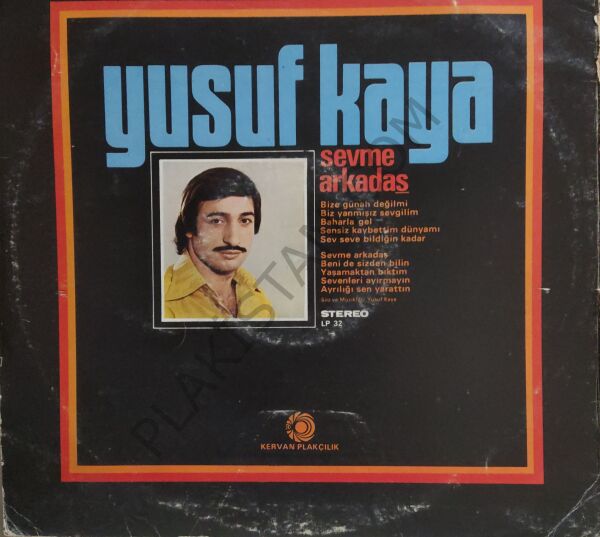 yusuf kaya
sevme
arkadaş
Bize günah değilmi
Biz yanmışız sevgilim
Baharla gel
Sensiz kaybettim dünyamı
Sev seve bildiğin kadar
Sevme arkadaş
Beni de sizden bilin
Yaşamaktan bıktım
Sevenleri ayırmayın
Ayrılığı sen yarattın
Söz ve Müzikler: Yusuf Kaya
STEREO
LP 32
KERVAN PLAKÇILIK
PLAKISTAN.COM